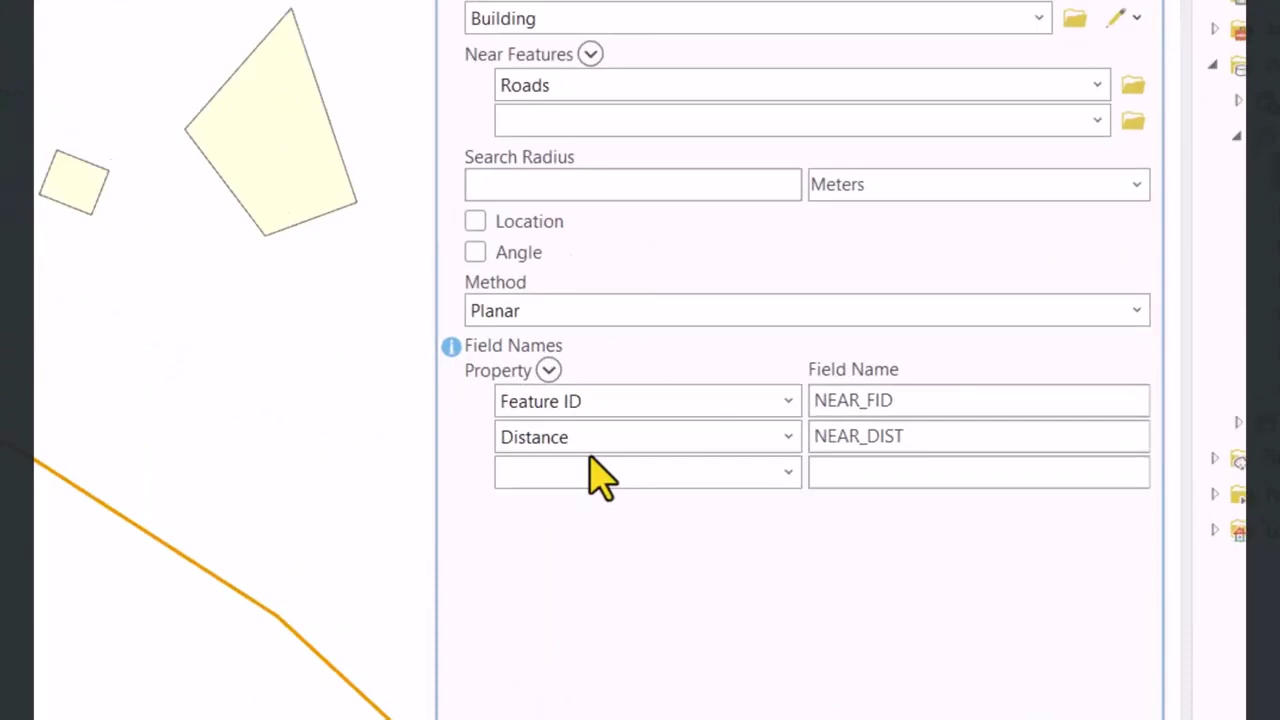 Building
Near Features
Roads
Search Radius
Meters
Location
Angle
Method
Planar
Field Names
Property Field Name
Feature ID NEAR_FID
Distance NEAR_DIST